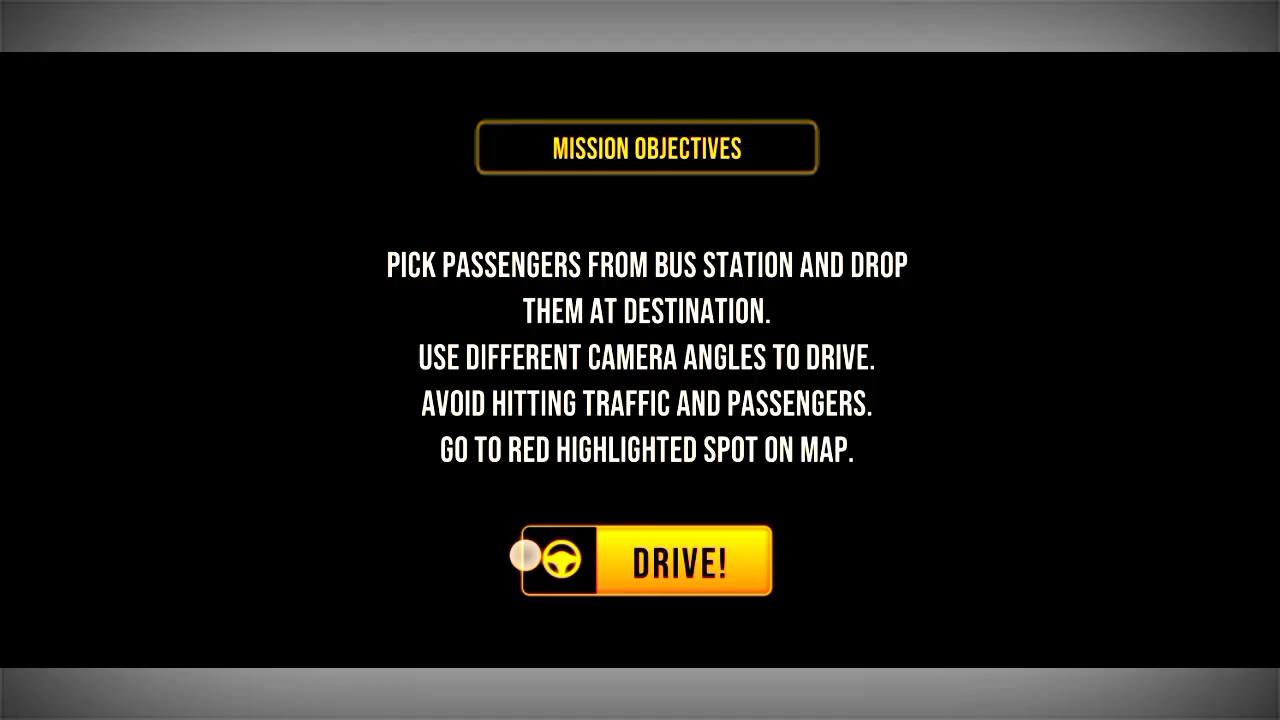 MISSION OBJECTIVES
PICK PASSENGERS FROM BUS STATION AND DROP
THEM AT DESTINATION.
USE DIFFERENT CAMERA ANGLES TO DRIVE.
AVOID HITTING TRAFFIC AND PASSENGERS.
GO TO RED HIGHLIGHTED SPOT ON MAP.
DRIVE!